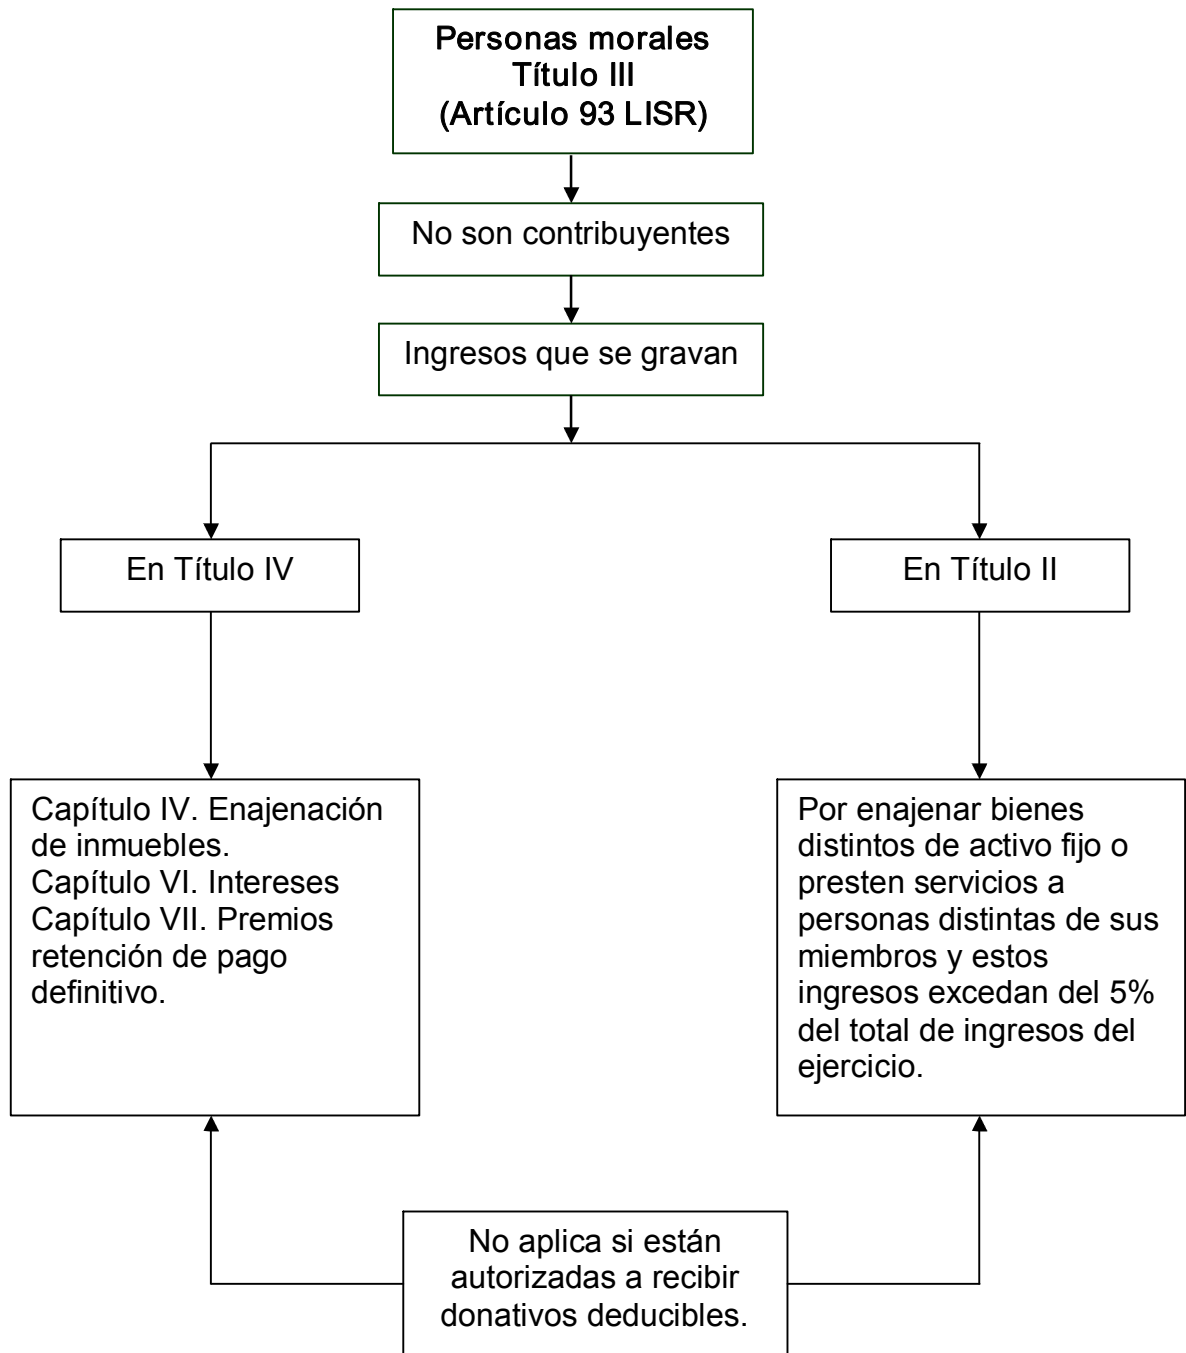 Personas morales
Título III
(Artículo 93 LISR)
No son contribuyentes
Ingresos que se gravan
En Título IV
En Título II
Capítulo IV. Enajenación
de inmuebles.
Capítulo VI. Intereses
Capítulo VII. Premios
retención de pago
definitivo.
Por enajenar bienes
distintos de activo fijo o
presten servicios a
personas distintas de sus
miembros y estos
ingresos excedan del 5%
del total de ingresos del
ejercicio.
No aplica si están
autorizadas a recibir
donativos deducibles.